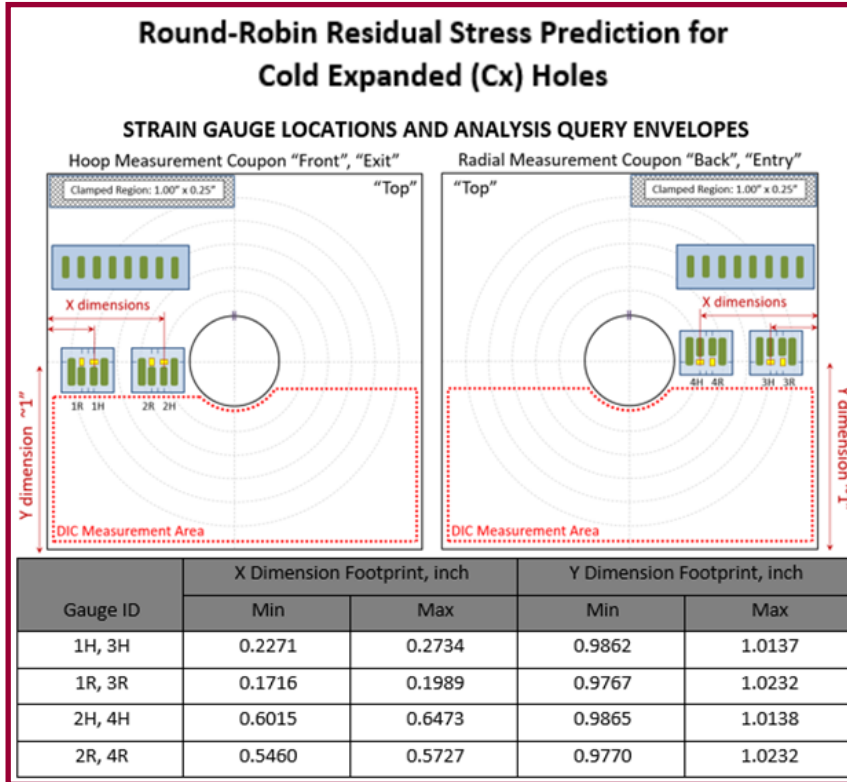 Round-Robin Residual Stress Prediction for
Cold Expanded (Cx) Holes
STRAIN GAUGE LOCATIONS AND ANALYSIS QUERY ENVELOPES
Hoop Measurement Coupon “Front”, “Exit”
Clamped Region: 1.00” x 0.25”
“Top”
X dimensions
1R 1H
2R 2H
Y dimension ~1”
DIC Measurement Area
Radial Measurement Coupon “Back”, “Entry”
“Top”
Clamped Region: 1.00” x 0.25”
X dimensions
4H 4R
3H 3R
Y dimension ~1”
DIC Measurement Area
Gauge ID X Dimension Footprint, inch Y Dimension Footprint, inch
Min Max Min Max
1H, 3H 0.2271 0.2734 0.9862 1.0137
1R, 3R 0.1716 0.1989 0.9767 1.0232
2H, 4H 0.6015 0.6473 0.9865 1.0138
2R, 4R 0.5460 0.5727 0.9770 1.0232